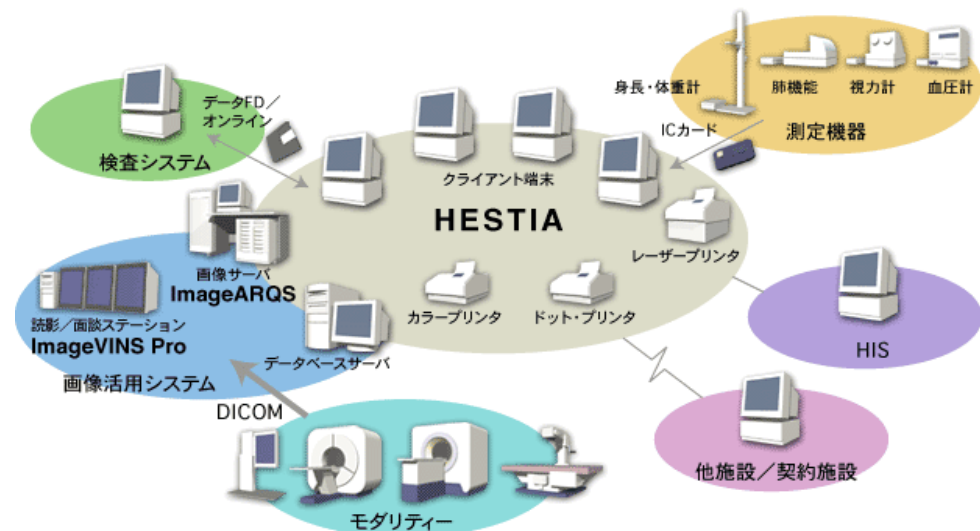 データFD／
オンライン
検査システム
身長・体重計
肺機能
視力計
血圧計
ICカード
測定機器
クライアント端末
HESTIA
レーザープリンタ
画像サーバ
ImageARQS
カラープリンタ
ドット・プリンタ
読影／面談ステーション
ImageVINS Pro
データベースサーバ
画像活用システム
HIS
DICOM
他施設／契約施設
モダリティー